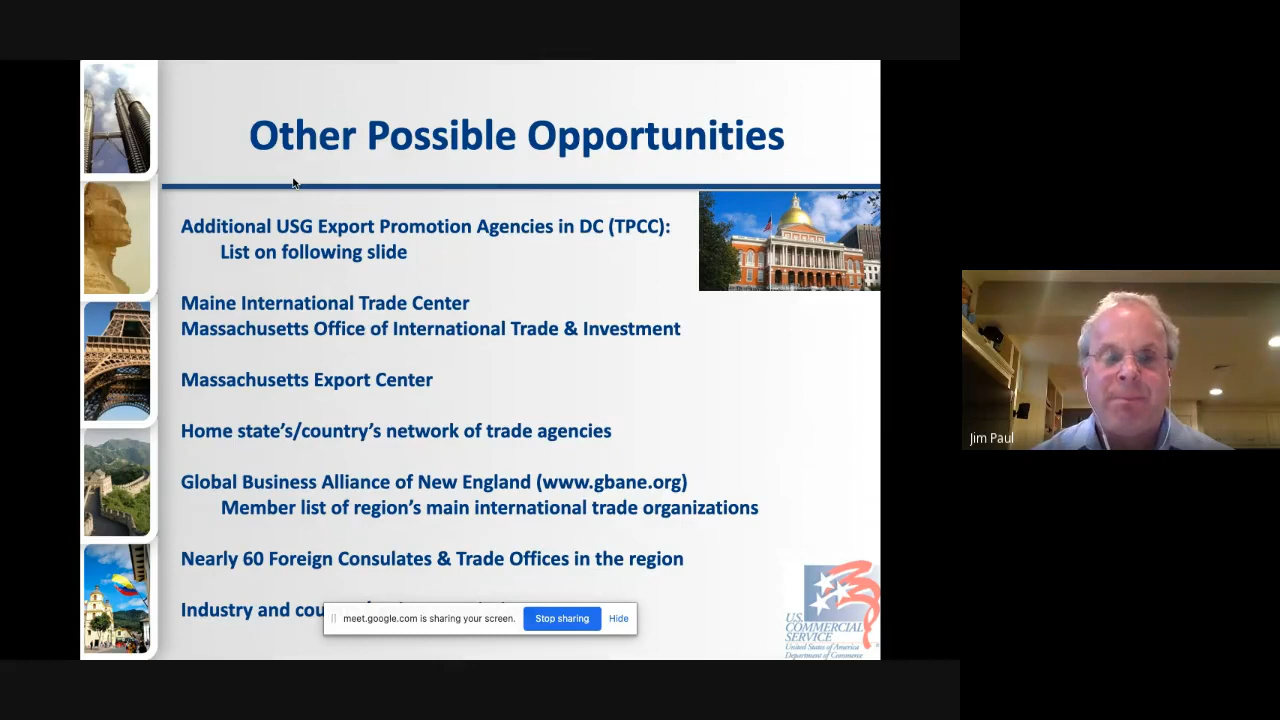 Other Possible Opportunities
Additional USG Export Promotion Agencies in DC (TPCC):
List on following slide
Maine International Trade Center
Massachusetts Office of International Trade & Investment
Massachusetts Export Center
Home state's/country's network of trade agencies
Global Business Alliance of New England (www.gbane.org)
Member list of region's main international trade organizations
Nearly 60 Foreign Consulates & Trade Offices in the region
Industry and
meet.google.com is sharing your screen.
Stop sharing
Hide
U.S.
COMMERCIAL
SERVICE
United States of America
Department of Commerce
Jim Paul